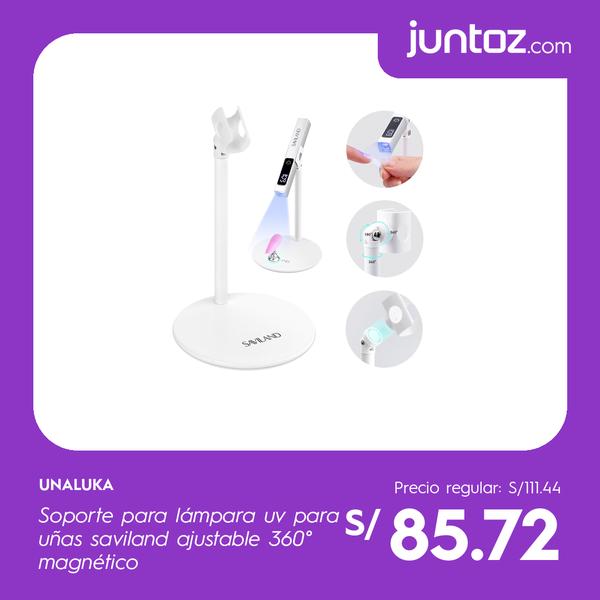 juntoz.com
SAVILAND
SAVILAND
UNALUKA
Precio regular: S/111.44
Soporte para lámpara uv para
uñas saviland ajustable 360°
magnético
S/ 85.72